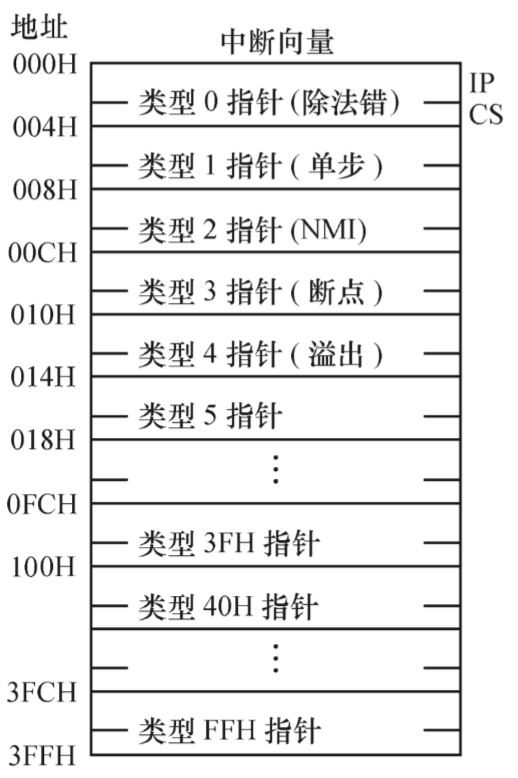 地址
中断向量
000H
IP
类型 0 指针 (除法错)
CS
004H
类型 1 指针 ( 单步 )
008H
类型 2 指针 (NMI)
00CH
类型 3 指针 ( 断点 )
010H
类型 4 指针 ( 溢出 )
014H
类型 5 指针
018H
⋮
0FCH
类型 3FH 指针
100H
类型 40H 指针
⋮
3FCH
类型 FFH 指针
3FFH